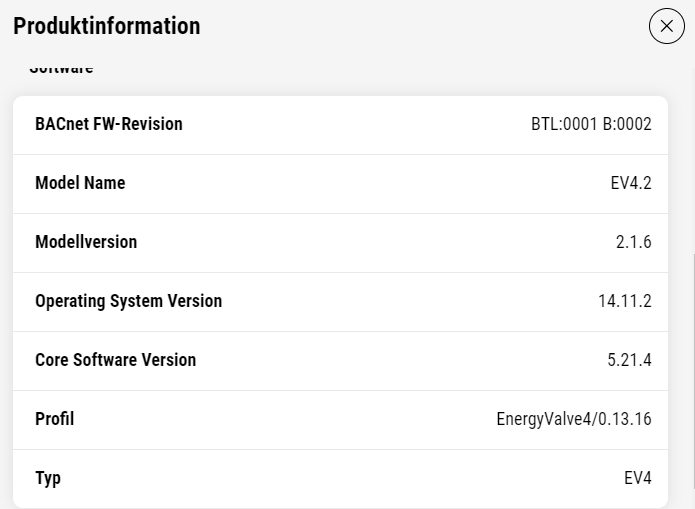 Produktinformation
Software
BACnet FW-Revision BTL:0001 B:0002
Model Name EV4.2
Modellversion 2.1.6
Operating System Version 14.11.2
Core Software Version 5.21.4
Profil EnergyValve4/0.13.16
Typ EV4